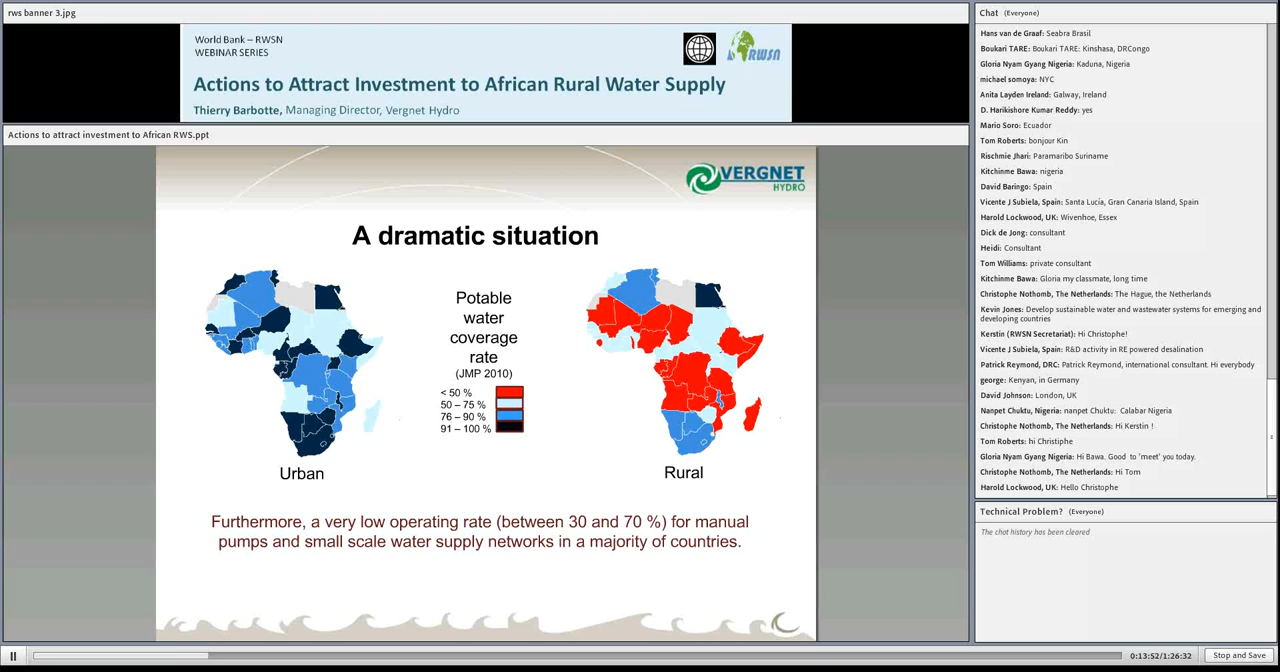 rws banner 3.jpg
World Bank – RWSN
WEBINAR SERIES
RWSN
Actions to Attract Investment to African Rural Water Supply
Thierry Barbotte, Managing Director, Vergnet Hydro
Actions to attract investment to African RWS.ppt
VERGNET
HYDRO
A dramatic situation
Potable
water
coverage
rate
(JMP 2010)
< 50 %
50 – 75 %
76 – 90 %
91 – 100 %
Urban
Rural
Furthermore, a very low operating rate (between 30 and 70 %) for manual
pumps and small scale water supply networks in a majority of countries.
Chat (Everyone)
Hans van de Graaf: Seabra Brasil
Boukari TARE: Boukari TARE: Kinshasa, DRCongo
Gloria Nyam Gyang Nigeria: Kaduna, Nigeria
michael somoya: NYC
Anita Layden Ireland: Galway, Ireland
D. Harikishore Kumar Reddy: yes
Mario Soro: Ecuador
Tom Roberts: bonjour Kin
Rischmie Jhari: Paramaribo Suriname
Kitchinme Bawa: nigeria
David Baringo: Spain
Vicente J Subiela, Spain: Santa Lucía, Gran Canaria Island, Spain
Harold Lockwood, UK: Wivenhoe, Essex
Dick de Jong: consultant
Heidi: Consultant
Tom Williams: private consultant
Kitchinme Bawa: Gloria my classmate, long time
Christophe Nothomb, The Netherlands: The Hague, the Netherlands
Kevin Jones: Develop sustainable water and wastewater systems for emerging and
developing countries
Kerstin (RWSN Secretariat): Hi Christophe!
Vicente J Subiela, Spain: R&D activity in RE powered desalination
Patrick Reymond, DRC: Patrick Reymond, international consultant. Hi everybody
george: Kenyan, in Germany
David Johnson: London, UK
Nanpet Chuktu, Nigeria: nanpet Chuktu: Calabar Nigeria
Christophe Nothomb, The Netherlands: Hi Kerstin !
Tom Roberts: hi Christiphe
Gloria Nyam Gyang Nigeria: Hi Bawa. Good to 'meet' you today.
Christophe Nothomb, The Netherlands: Hi Tom
Harold Lockwood, UK: Hello Christophe
Technical Problem? (Everyone)
The chat history has been cleared
0:13:52/1:26:32
Stop and Save